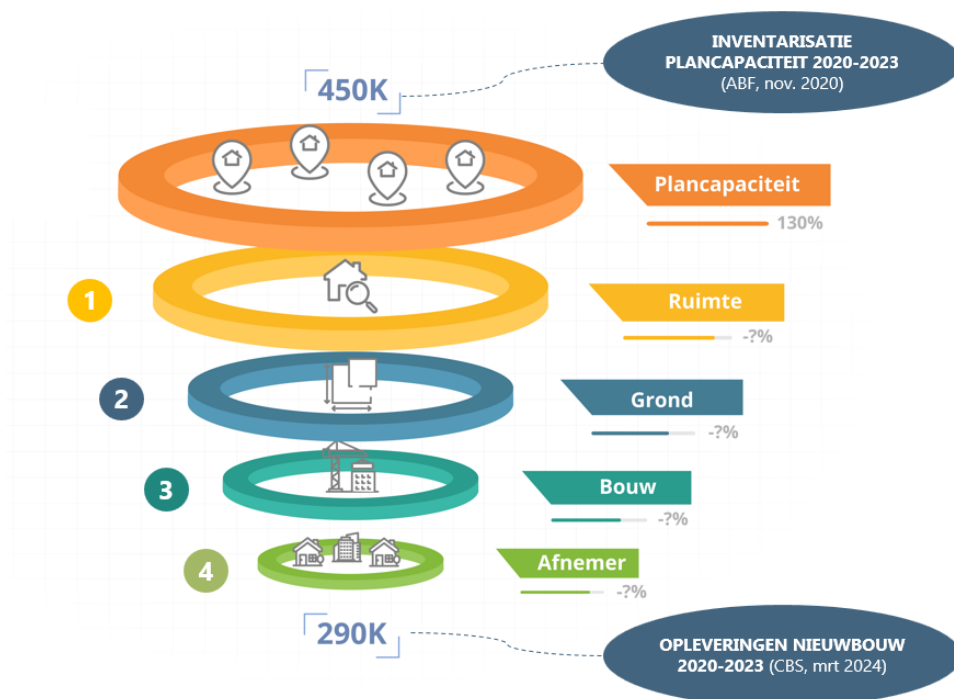 INVENTARISATIE
PLANCAPACITEIT 2020-2023
(ABF, nov. 2020)
450K
Plancapaciteit
130%
1
Ruimte
-?%
2
Grond
-?%
3
Bouw
-?%
4
Afnemer
-?%
290K
OPLEVERINGEN NIEUWBOUW
2020-2023 (CBS, mrt 2024)